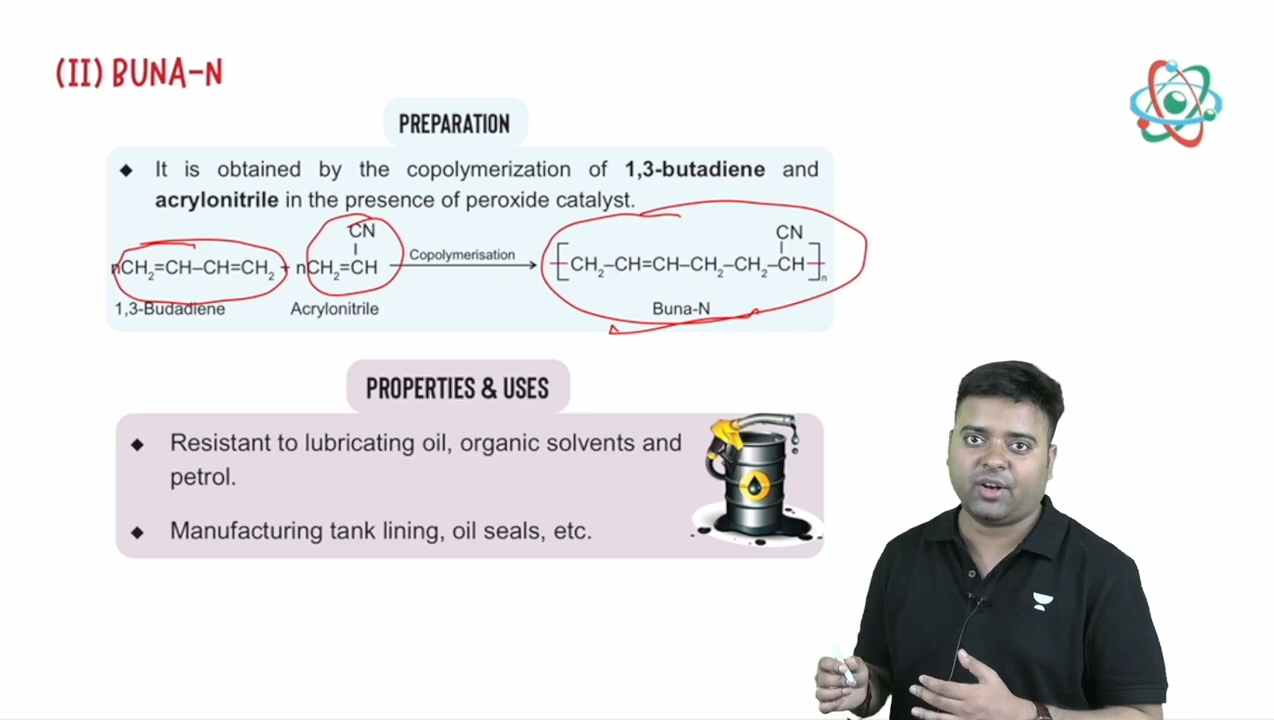 (II) BUNA-N
PREPARATION
◆ It is obtained by the copolymerization of 1,3-butadiene and
acrylonitrile in the presence of peroxide catalyst.
CN
CN
nCH₂=CH–CH=CH₂ + nCH₂=CH Copolymerisation [CH₂–CH=CH–CH₂–CH₂–CH]ₙ
1,3-Budadiene Acrylonitrile Buna-N
PROPERTIES & USES
◆ Resistant to lubricating oil, organic solvents and
petrol.
◆ Manufacturing tank lining, oil seals, etc.